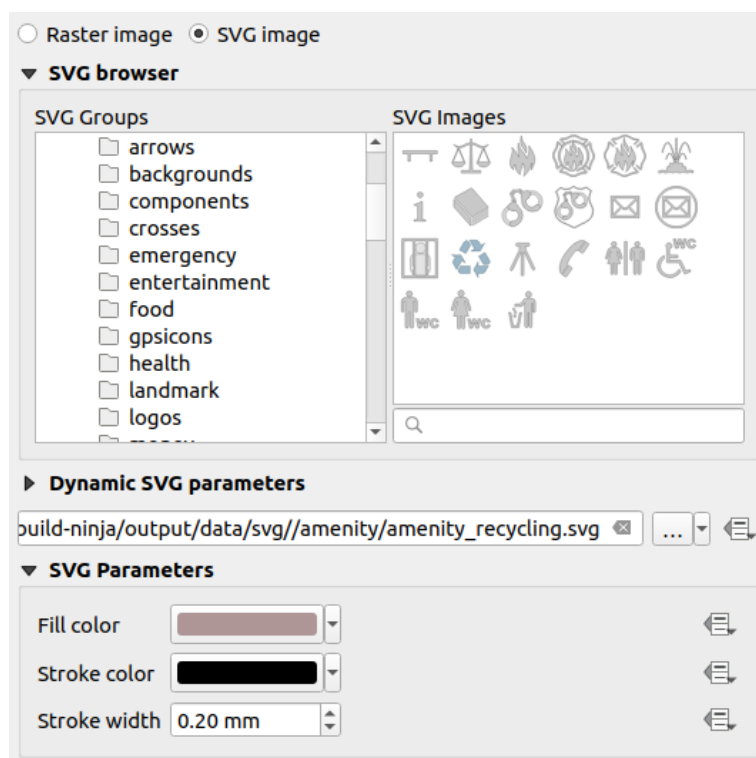 Raster image SVG image
SVG browser
SVG Groups
arrows
backgrounds
components
crosses
emergency
entertainment
food
gpsicons
health
landmark
logos
SVG Images
i
WC
WC
WC
Dynamic SVG parameters
build-ninja/output/data/svg//amenity/amenity_recycling.svg
...
SVG Parameters
Fill color
Stroke color
Stroke width 0.20 mm